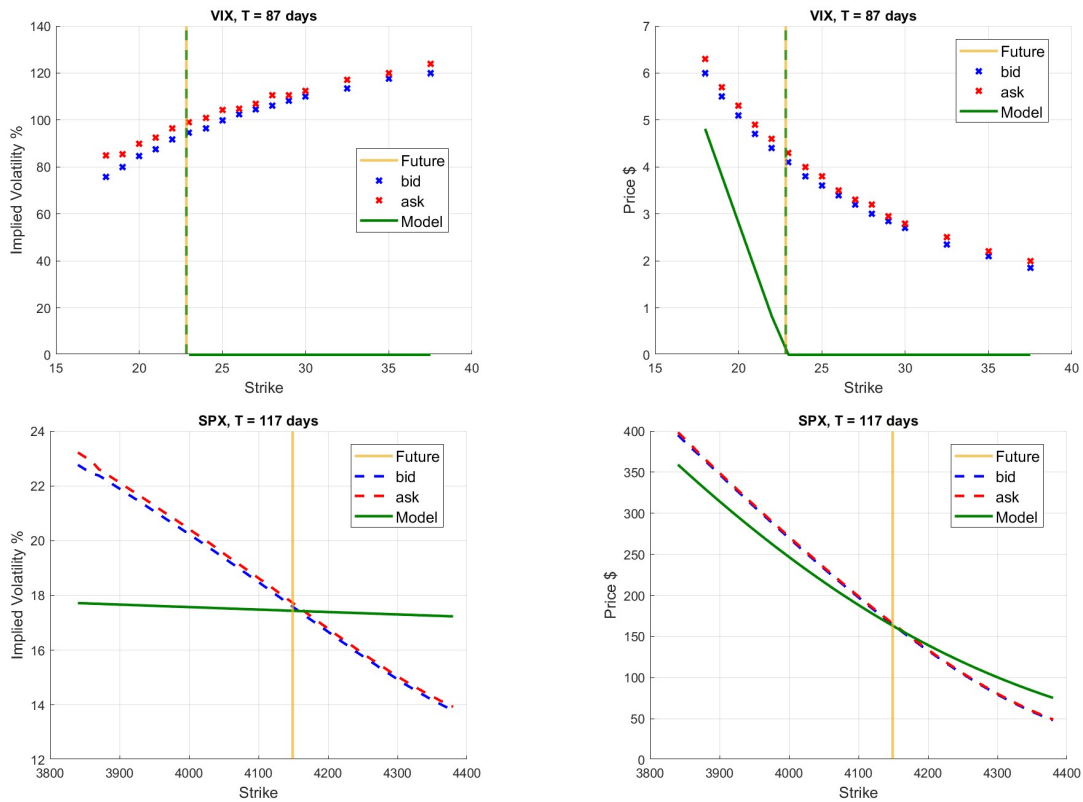 VIX, T = 87 days
140
120
100
80
60
40
20
0
15 20 25 30 35 40
Implied Volatility %
Strike
Future
bid
ask
Model
VIX, T = 87 days
7
6
5
4
3
2
1
0
15 20 25 30 35 40
Price $
Strike
Future
bid
ask
Model
SPX, T = 117 days
24
22
20
18
16
14
12
3800 3900 4000 4100 4200 4300 4400
Implied Volatility %
Strike
Future
bid
ask
Model
SPX, T = 117 days
400
350
300
250
200
150
100
50
0
3800 3900 4000 4100 4200 4300 4400
Price $
Strike
Future
bid
ask
Model